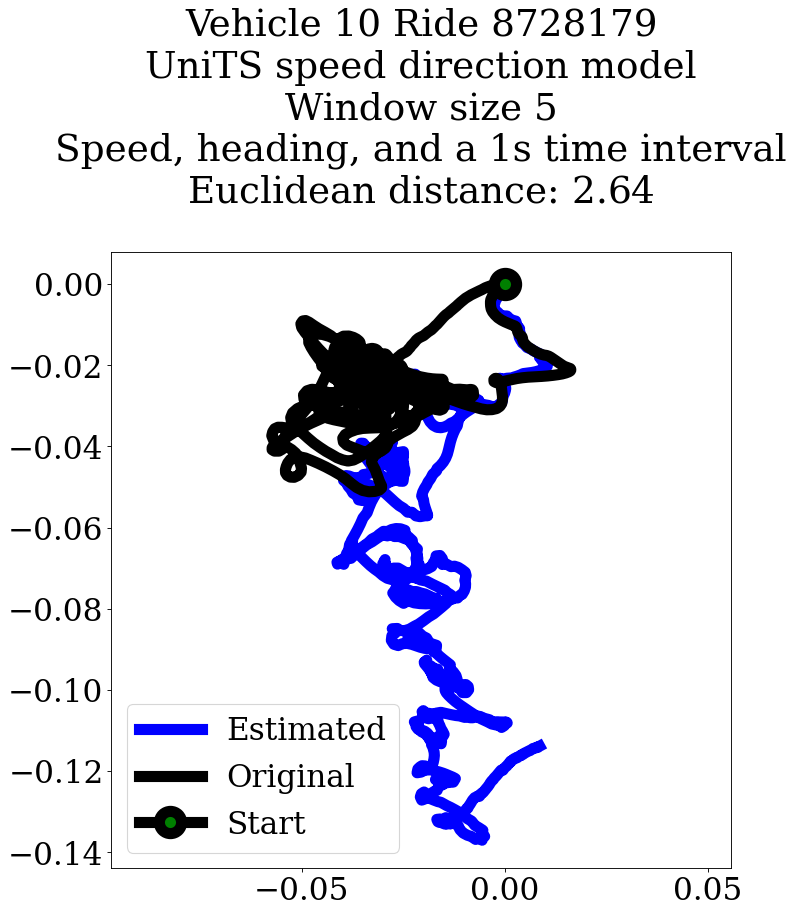 Vehicle 10 Ride 8728179
UniTS speed direction model
Window size 5
Speed, heading, and a 1s time interval
Euclidean distance: 2.64
0.00
−0.02
−0.04
−0.06
−0.08
−0.10
−0.12
−0.14
Estimated
Original
Start
−0.05
0.00
0.05